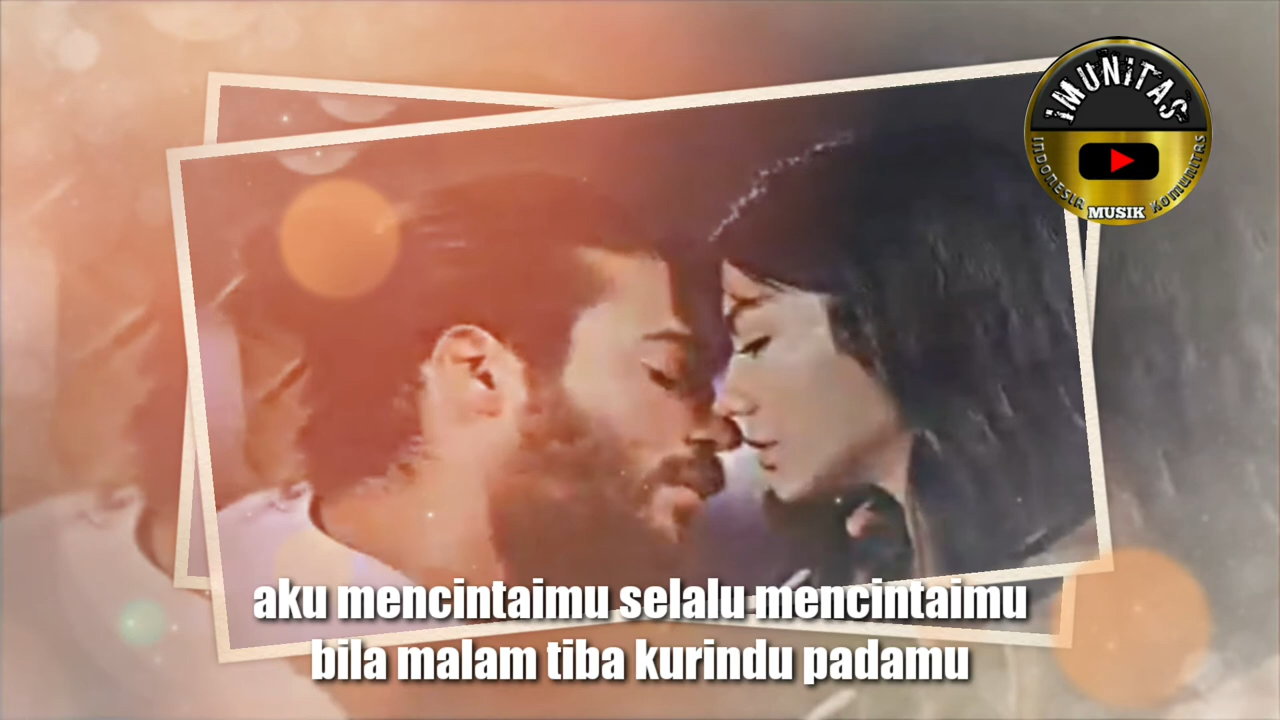 IMUNITAS
INDONESIA MUSIK KOMUNITAS
aku mencintaimu selalu mencintaimu
bila malam tiba kurindu padamu